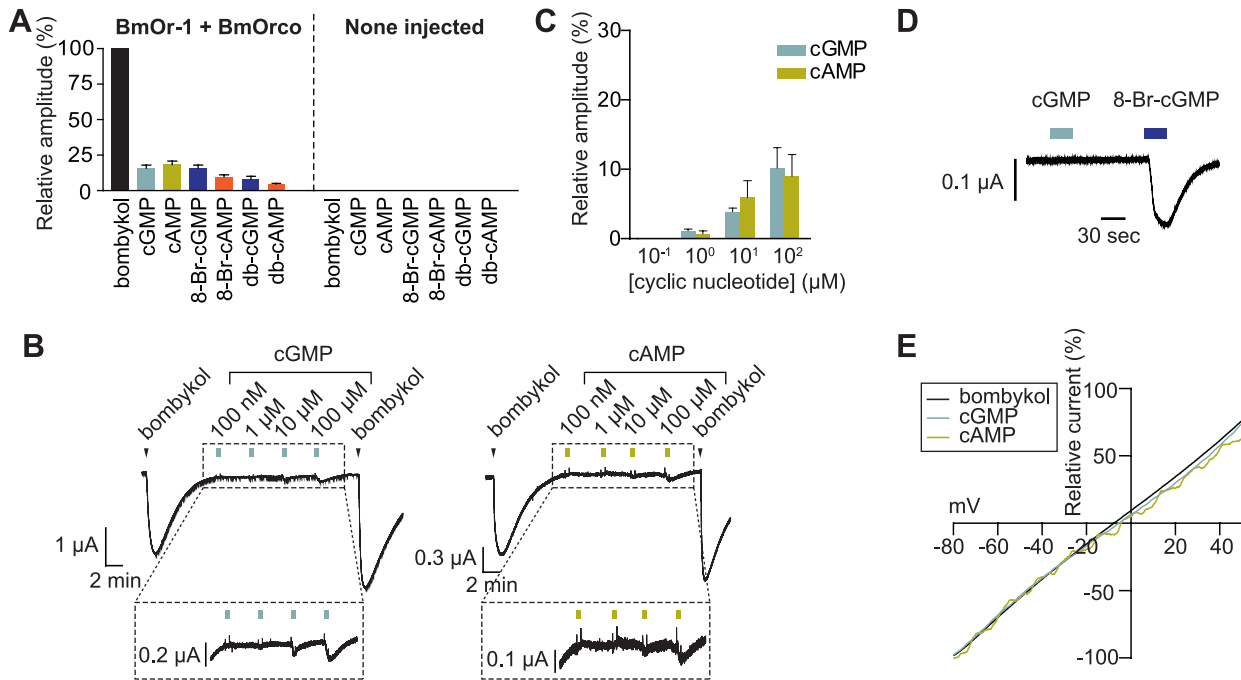 A
BmOr-1 + BmOrco
None injected
Relative amplitude (%)
100
75
50
25
0
bombykol
cGMP
cAMP
8-Br-cGMP
8-Br-cAMP
db-cGMP
db-cAMP
bombykol
cGMP
cAMP
8-Br-cGMP
8-Br-cAMP
db-cGMP
db-cAMP
C
Relative amplitude (%)
30
20
10
0
cGMP
cAMP
10⁻¹ 10⁰ 10¹ 10²
[cyclic nucleotide] (µM)
D
cGMP 8-Br-cGMP
0.1 µA
30 sec
B
cGMP
bombykol
100 nM
1 µM
10 µM
100 µM
bombykol
1 µA
2 min
0.2 µA
cAMP
bombykol
100 nM
1 µM
10 µM
100 µM
bombykol
0.3 µA
2 min
0.1 µA
E
bombykol
cGMP
cAMP
Relative current (%)
100
50
mV
-80 -60 -40 -20 0 20 40
-50
-100